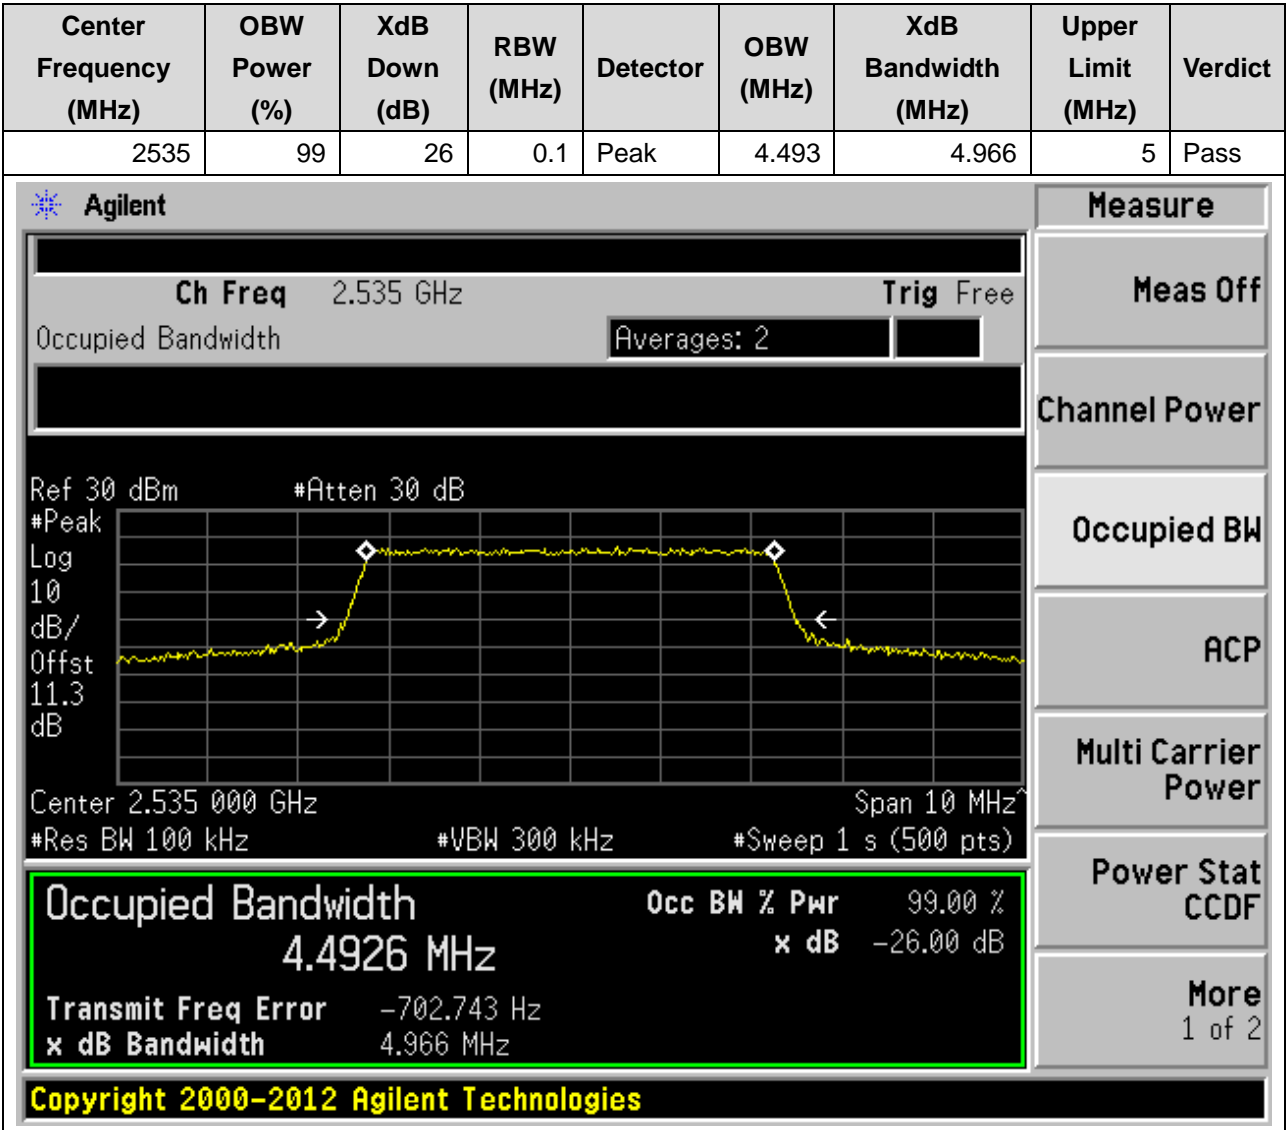 Center Frequency (MHz) OBW Power (%) XdB Down (dB) RBW (MHz) Detector OBW (MHz) XdB Bandwidth (MHz) Upper Limit (MHz) Verdict
2535 99 26 0.1 Peak 4.493 4.966 5 Pass
Agilent
Measure
Ch Freq 2.535 GHz Trig Free
Occupied Bandwidth Averages: 2
Meas Off
Channel Power
Occupied BW
ACP
Multi Carrier
Power
Power Stat
CCDF
More
1 of 2
Ref 30 dBm #Atten 30 dB
#Peak
Log
10
dB/
Offst
11.3
dB
Center 2.535 000 GHz Span 10 MHz^
#Res BW 100 kHz #VBW 300 kHz #Sweep 1 s (500 pts)
Occupied Bandwidth Occ BW % Pwr 99.00 %
4.4926 MHz x dB -26.00 dB
Transmit Freq Error -702.743 Hz
x dB Bandwidth 4.966 MHz
Copyright 2000-2012 Agilent Technologies